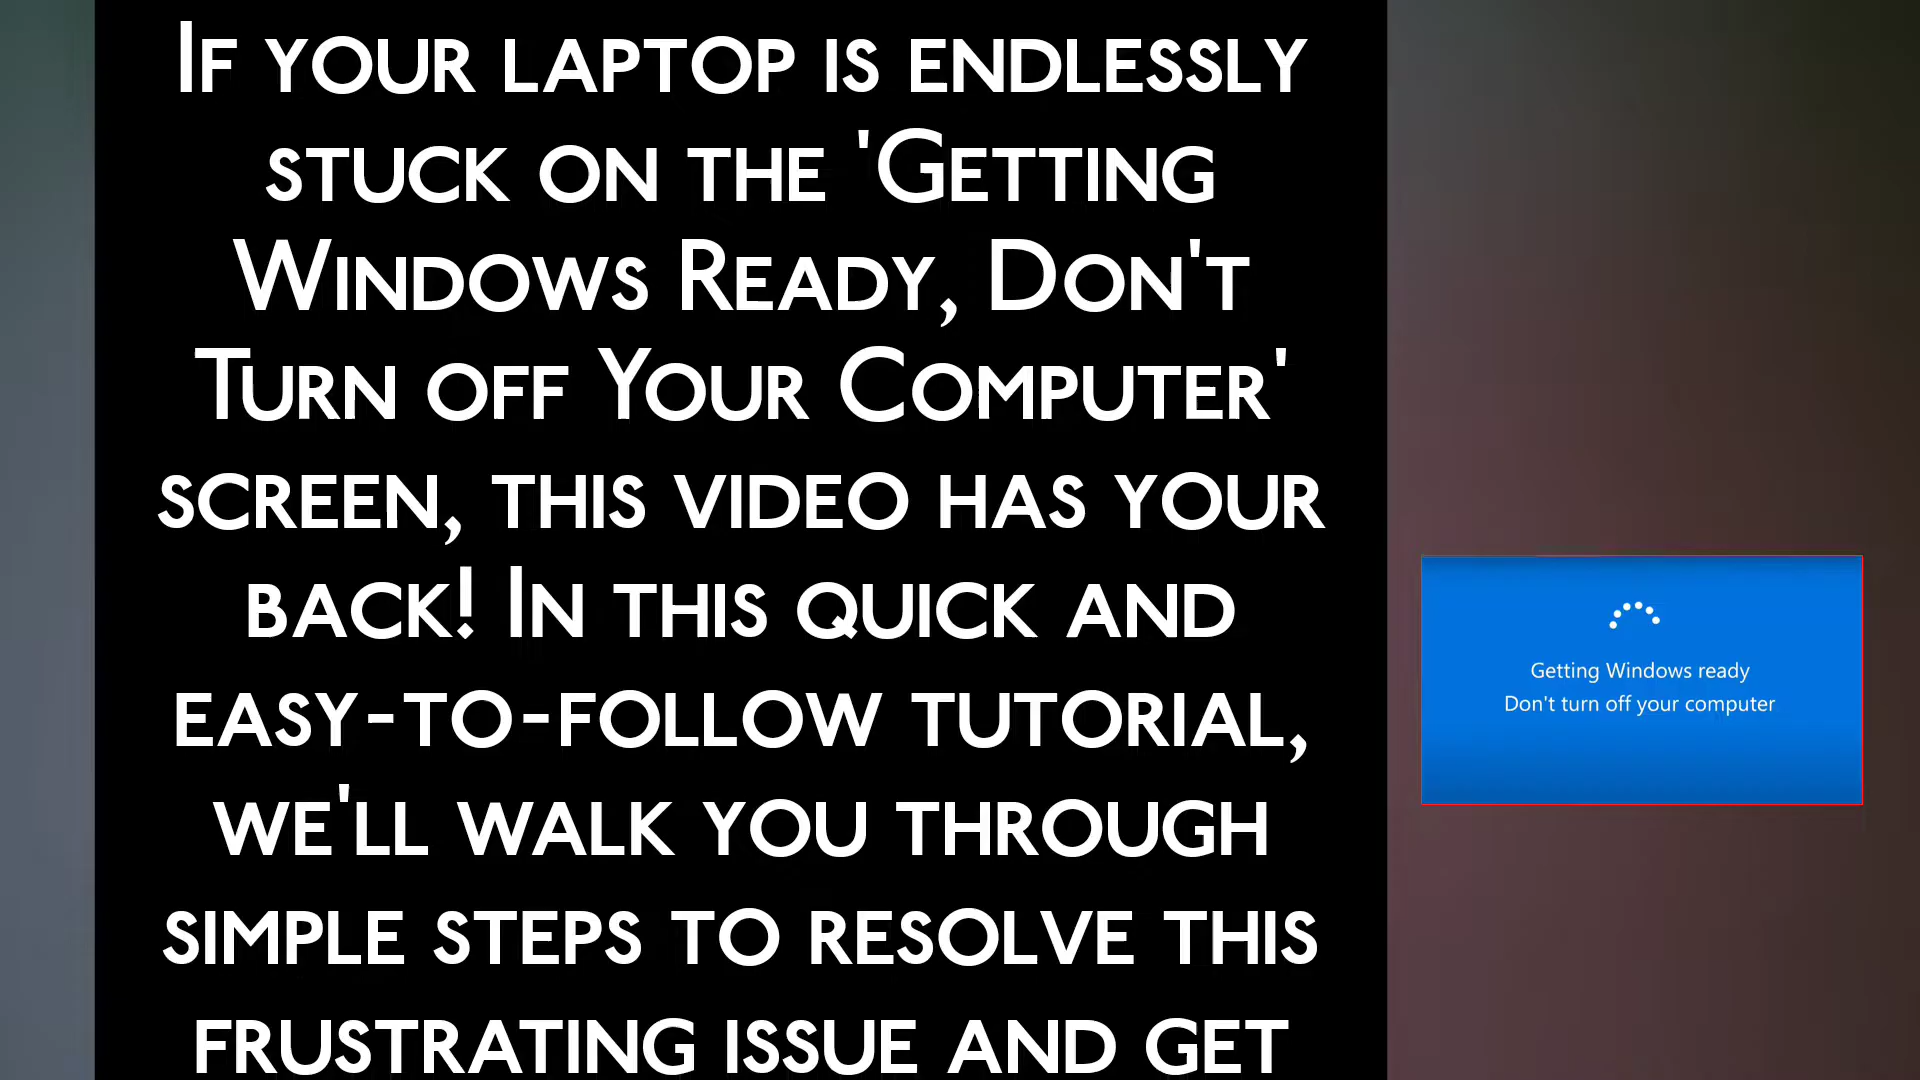 If your laptop is endlessly
stuck on the 'Getting
Windows Ready, Don't
Turn off Your Computer'
screen, this video has your
back! In this quick and
easy-to-follow tutorial,
we'll walk you through
simple steps to resolve this
frustrating issue and get
Getting Windows ready
Don't turn off your computer